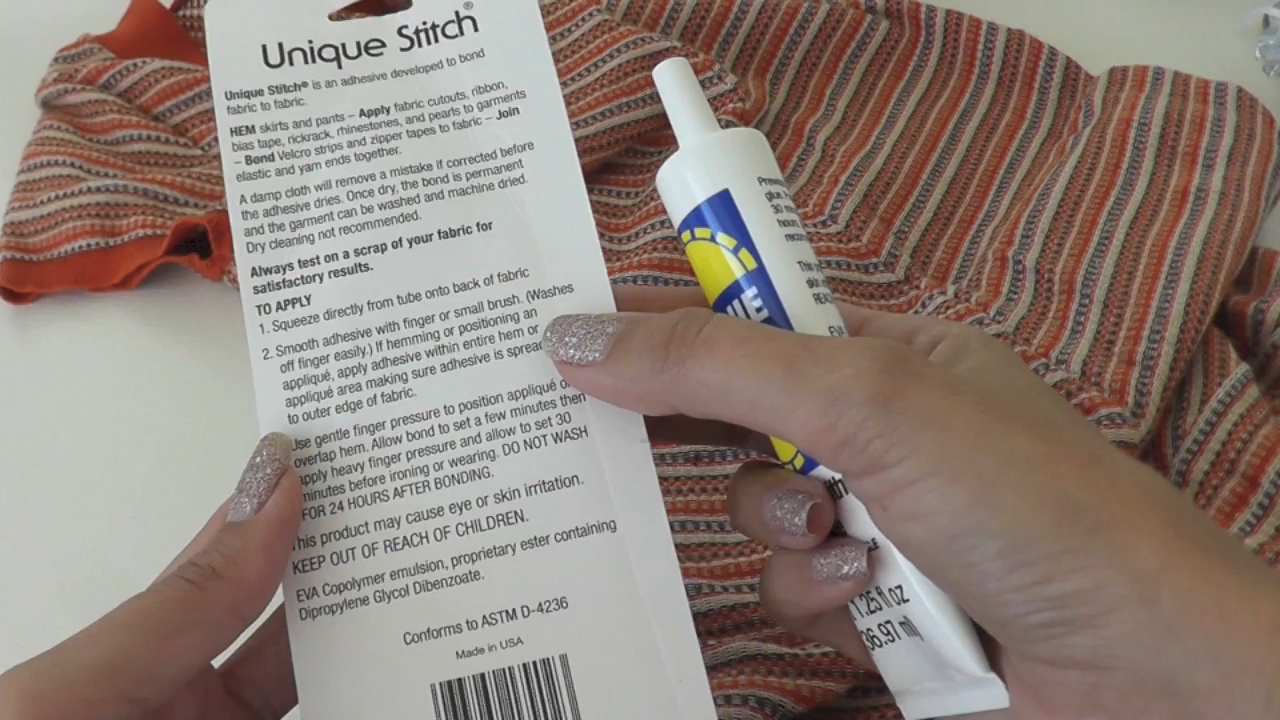 Unique Stitch®
Unique Stitch® is an adhesive developed to bond
fabric to fabric.
HEM skirts and pants – Apply fabric cutouts, ribbon,
bias tape, rickrack, rhinestones, and pearls to garments
– Bond Velcro strips and zipper tapes to fabric – Join
elastic and yarn ends together.
A damp cloth will remove a mistake if corrected before
the adhesive dries. Once dry, the bond is permanent
and the garment can be washed and machine dried.
Dry cleaning not recommended.
Always test on a scrap of your fabric for
satisfactory results.
TO APPLY
1. Squeeze directly from tube onto back of fabric
2. Smooth adhesive with finger or small brush. (Washes
off finger easily.) If hemming or positioning an
appliqué, apply adhesive within entire hem or
appliqué area making sure adhesive is sprea
to outer edge of fabric.
Use gentle finger pressure to position appliqué o
overlap hem. Allow bond to set a few minutes then
apply heavy finger pressure and allow to set 30
minutes before ironing or wearing. DO NOT WASH
FOR 24 HOURS AFTER BONDING.
This product may cause eye or skin irritation.
KEEP OUT OF REACH OF CHILDREN.
EVA Copolymer emulsion, proprietary ester containing
Dipropylene Glycol Dibenzoate.
Conforms to ASTM D-4236
Made in USA
30
hours
This
skin
EVA
1.25 fl oz
36.97 ml)